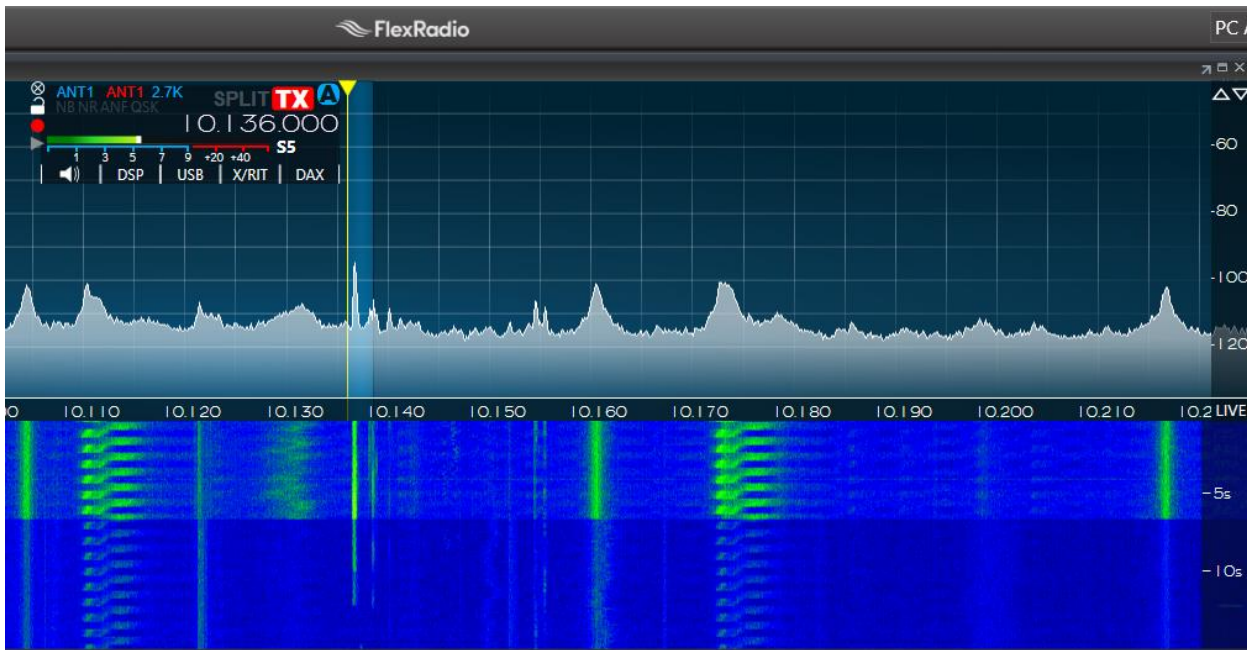 FlexRadio
PC
ANT1 ANT1 2.7K SPLIT TX A
NB NR ANF QSK
10.136.000
S5
1 3 5 7 9 +20 +40
DSP USB X/RIT DAX
-60
-80
-100
-120
10.110 10.120 10.130 10.140 10.150 10.160 10.170 10.180 10.190 10.200 10.210 10.2 LIVE
-5s
-10s